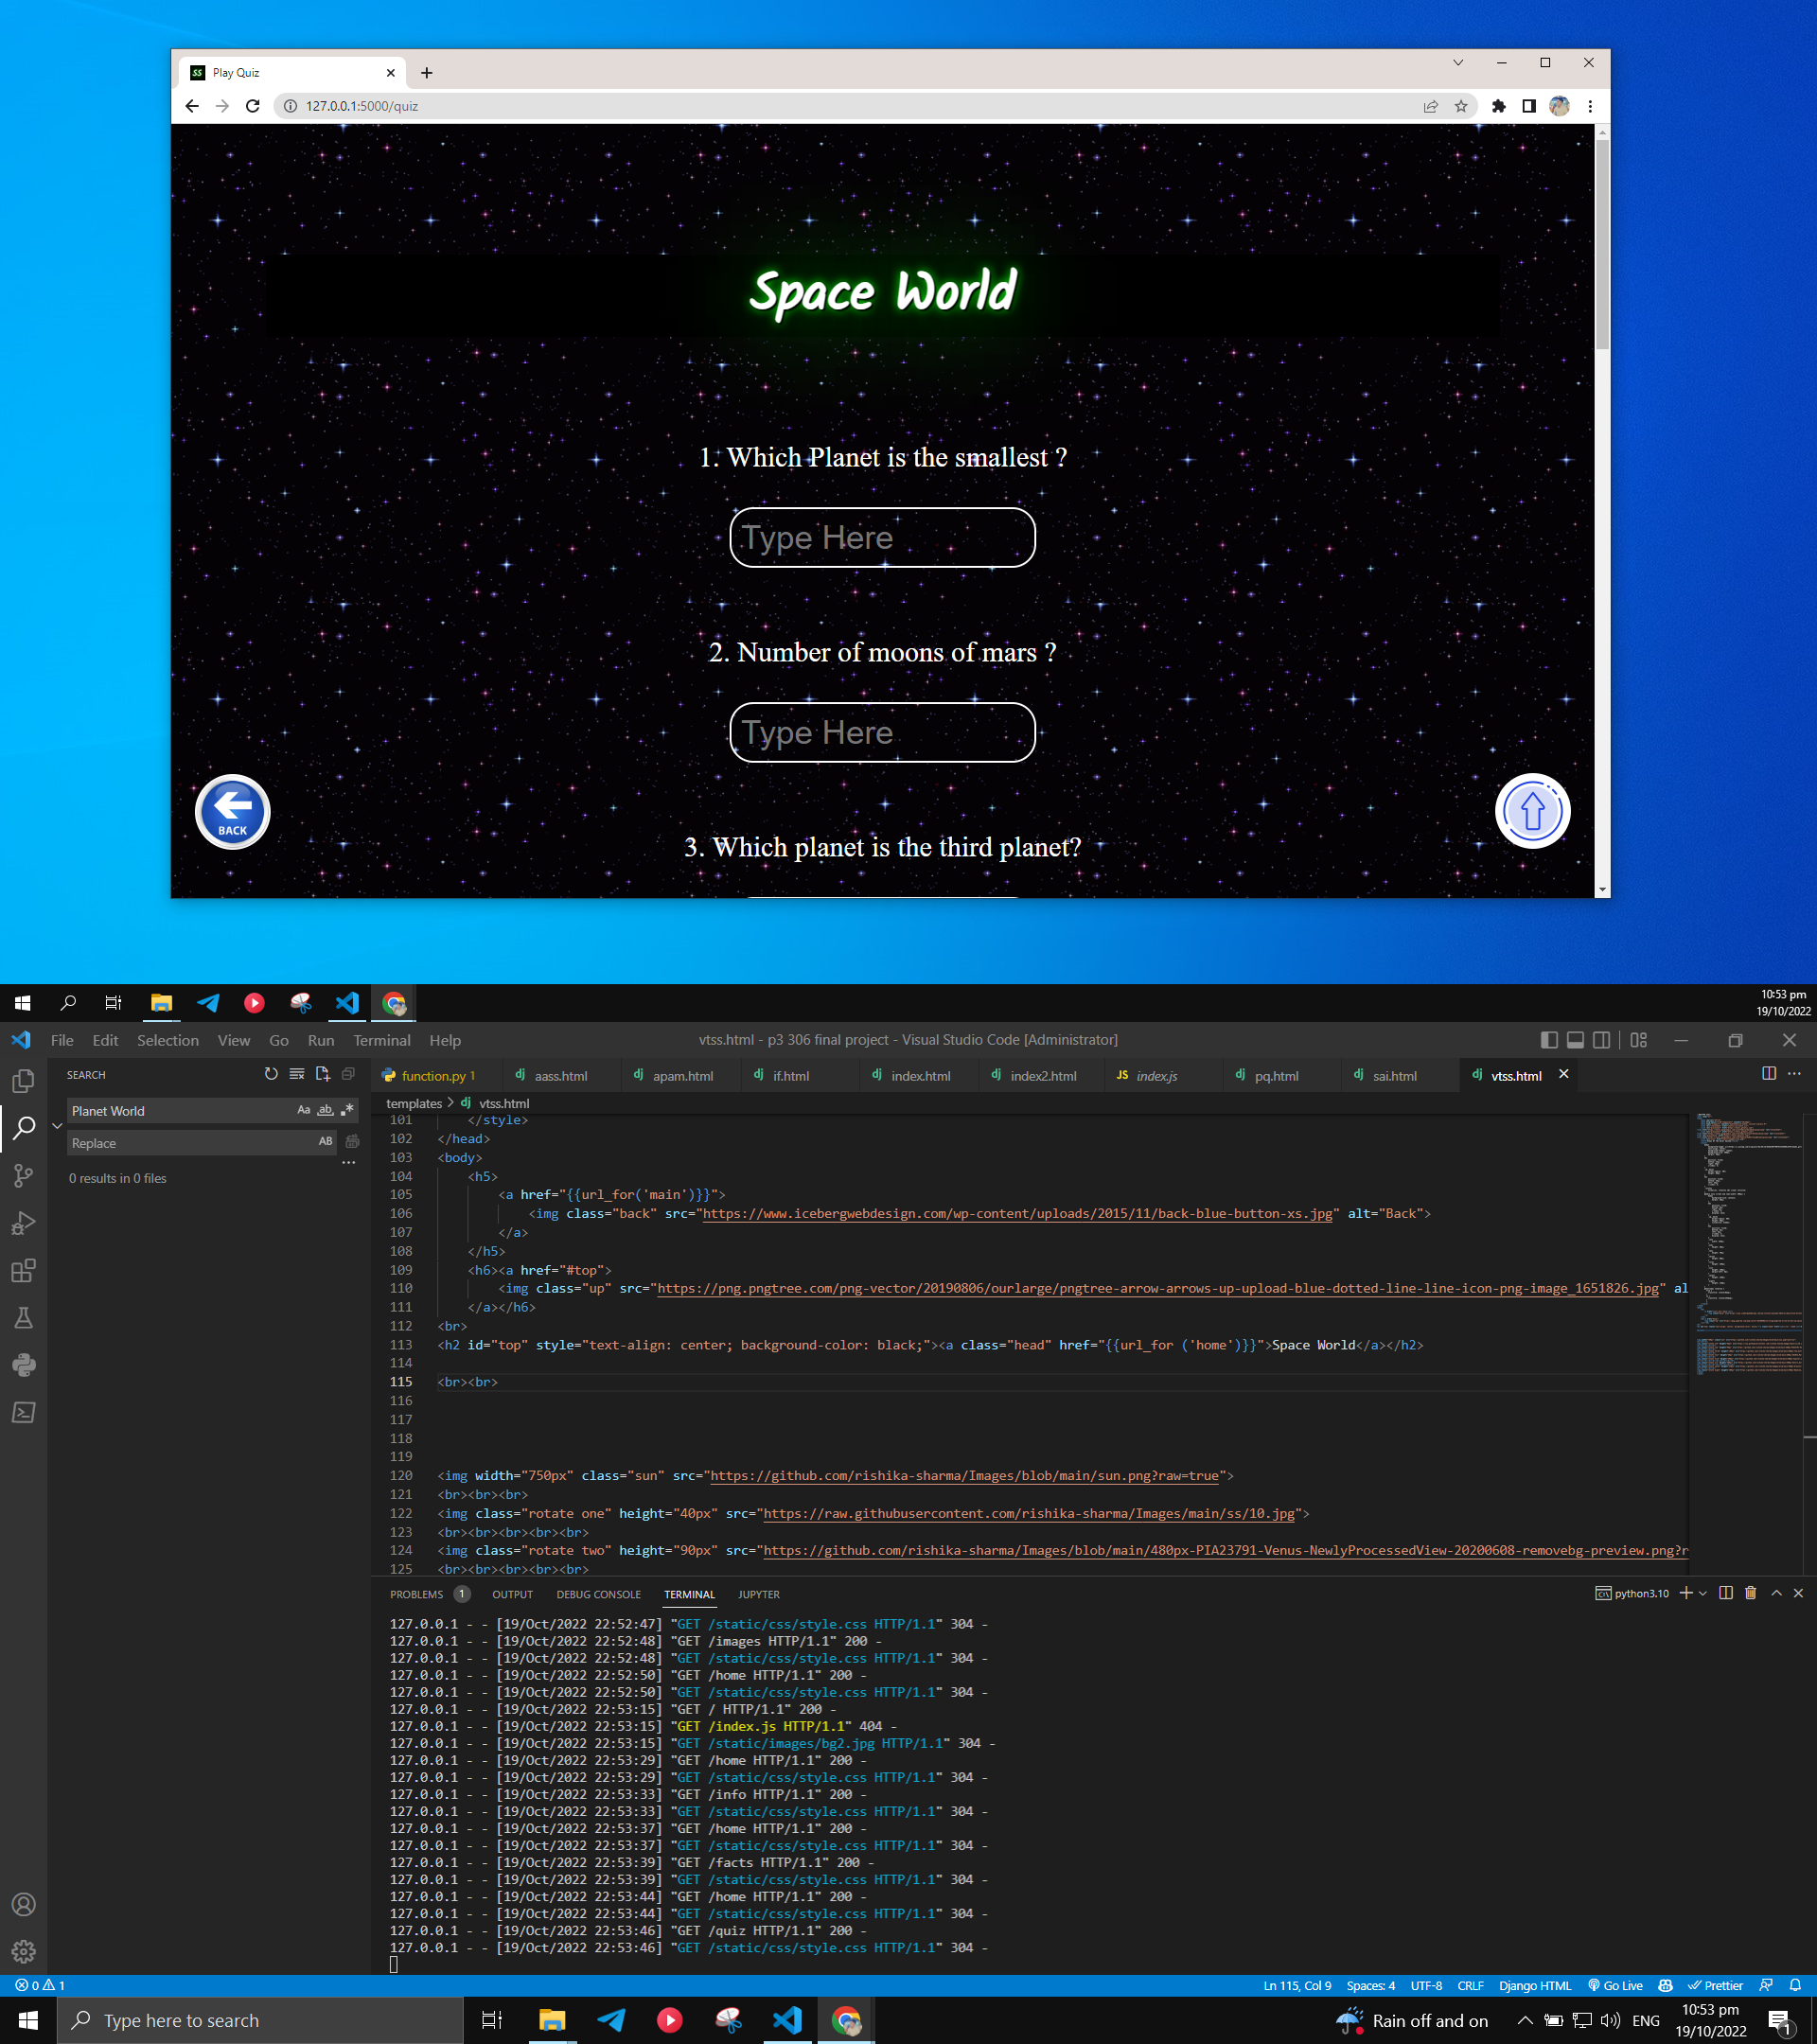 SS Play Quiz
127.0.0.1:5000/quiz
Space World
1. Which Planet is the smallest ?
Type Here
2. Number of moons of mars ?
Type Here
BACK
3. Which planet is the third planet?
10:53 pm
19/10/2022
File Edit Selection View Go Run Terminal Help
vtss.html - p3 306 final project - Visual Studio Code [Administrator]
SEARCH
function.py 1 dj aass.html dj apam.html dj if.html dj index.html dj index2.html JS index.js dj pq.html dj sai.html dj vtss.html
Planet World Aa ab .*
Replace AB
0 results in 0 files
templates > dj vtss.html
101 </style>
102 </head>
103 <body>
104 <h5>
105 <a href="{{url_for('main')}}">
106 <img class="back" src="https://www.icebergwebdesign.com/wp-content/uploads/2015/11/back-blue-button-xs.jpg" alt="Back">
107 </a>
108 </h5>
109 <h6><a href="#top">
110 <img class="up" src="https://png.pngtree.com/png-vector/20190806/ourlarge/pngtree-arrow-arrows-up-upload-blue-dotted-line-line-icon-png-image_1651826.jpg" al
111 </a></h6>
112 <br>
113 <h2 id="top" style="text-align: center; background-color: black;"><a class="head" href="{{url_for ('home')}}">Space World</a></h2>
114
115 <br><br>
116
117
118
119
120 <img width="750px" class="sun" src="https://github.com/rishika-sharma/Images/blob/main/sun.png?raw=true">
121 <br><br><br>
122 <img class="rotate one" height="40px" src="https://raw.githubusercontent.com/rishika-sharma/Images/main/ss/10.jpg">
123 <br><br><br><br><br>
124 <img class="rotate two" height="90px" src="https://github.com/rishika-sharma/Images/blob/main/480px-PIA23791-Venus-NewlyProcessedView-20200608-removebg-preview.png?r
125 <br><br><br><br><br>
PROBLEMS 1 OUTPUT DEBUG CONSOLE TERMINAL JUPYTER python3.10
127.0.0.1 - - [19/Oct/2022 22:52:47] "GET /static/css/style.css HTTP/1.1" 304 -
127.0.0.1 - - [19/Oct/2022 22:52:48] "GET /images HTTP/1.1" 200 -
127.0.0.1 - - [19/Oct/2022 22:52:48] "GET /static/css/style.css HTTP/1.1" 304 -
127.0.0.1 - - [19/Oct/2022 22:52:50] "GET /home HTTP/1.1" 200 -
127.0.0.1 - - [19/Oct/2022 22:52:50] "GET /static/css/style.css HTTP/1.1" 304 -
127.0.0.1 - - [19/Oct/2022 22:53:15] "GET / HTTP/1.1" 200 -
127.0.0.1 - - [19/Oct/2022 22:53:15] "GET /index.js HTTP/1.1" 404 -
127.0.0.1 - - [19/Oct/2022 22:53:15] "GET /static/images/bg2.jpg HTTP/1.1" 304 -
127.0.0.1 - - [19/Oct/2022 22:53:29] "GET /home HTTP/1.1" 200 -
127.0.0.1 - - [19/Oct/2022 22:53:29] "GET /static/css/style.css HTTP/1.1" 304 -
127.0.0.1 - - [19/Oct/2022 22:53:33] "GET /info HTTP/1.1" 200 -
127.0.0.1 - - [19/Oct/2022 22:53:33] "GET /static/css/style.css HTTP/1.1" 304 -
127.0.0.1 - - [19/Oct/2022 22:53:37] "GET /home HTTP/1.1" 200 -
127.0.0.1 - - [19/Oct/2022 22:53:37] "GET /static/css/style.css HTTP/1.1" 304 -
127.0.0.1 - - [19/Oct/2022 22:53:39] "GET /facts HTTP/1.1" 200 -
127.0.0.1 - - [19/Oct/2022 22:53:39] "GET /static/css/style.css HTTP/1.1" 304 -
127.0.0.1 - - [19/Oct/2022 22:53:44] "GET /home HTTP/1.1" 200 -
127.0.0.1 - - [19/Oct/2022 22:53:44] "GET /static/css/style.css HTTP/1.1" 304 -
127.0.0.1 - - [19/Oct/2022 22:53:46] "GET /quiz HTTP/1.1" 200 -
127.0.0.1 - - [19/Oct/2022 22:53:46] "GET /static/css/style.css HTTP/1.1" 304 -
0 1 Ln 115, Col 9 Spaces: 4 UTF-8 CRLF Django HTML Go Live Prettier
Type here to search Rain off and on ENG 10:53 pm
19/10/2022 1